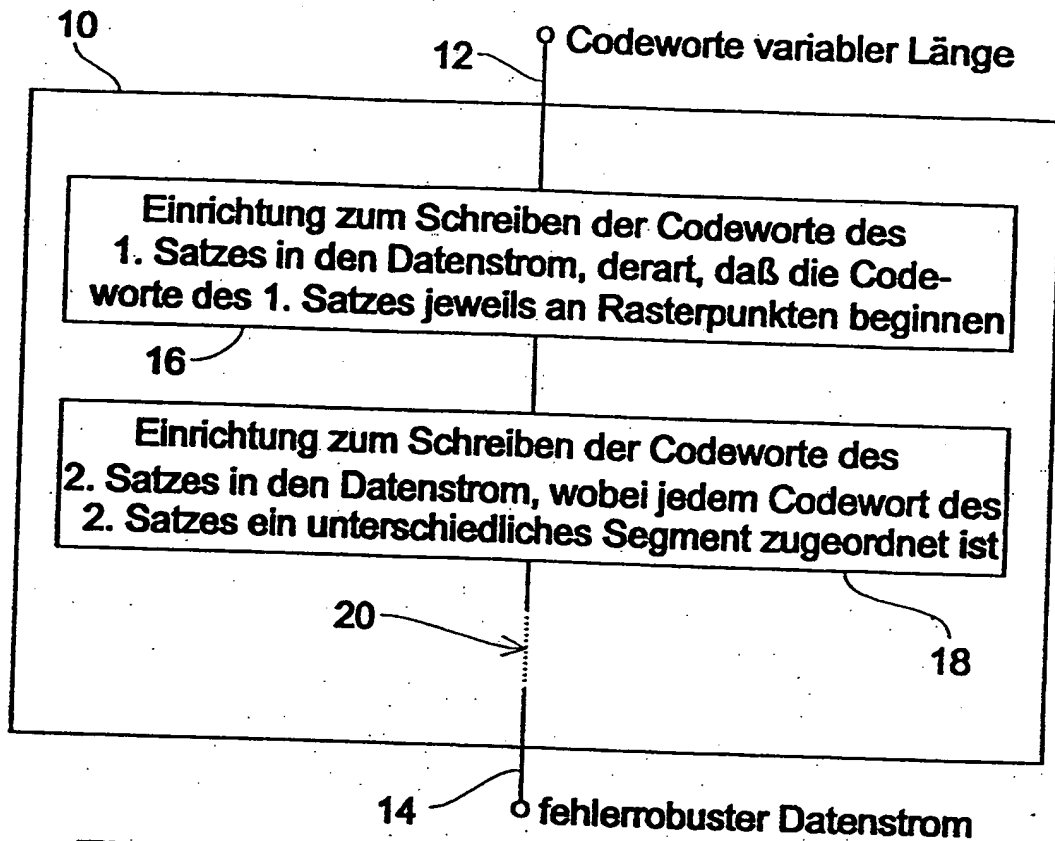 10
12
Codeworte variabler Länge
Einrichtung zum Schreiben der Codeworte des
1. Satzes in den Datenstrom, derart, daß die Code-
worte des 1. Satzes jeweils an Rasterpunkten beginnen
16
Einrichtung zum Schreiben der Codeworte des
2. Satzes in den Datenstrom, wobei jedem Codewort des
2. Satzes ein unterschiedliches Segment zugeordnet ist
20
18
14
fehlerrobuster Datenstrom